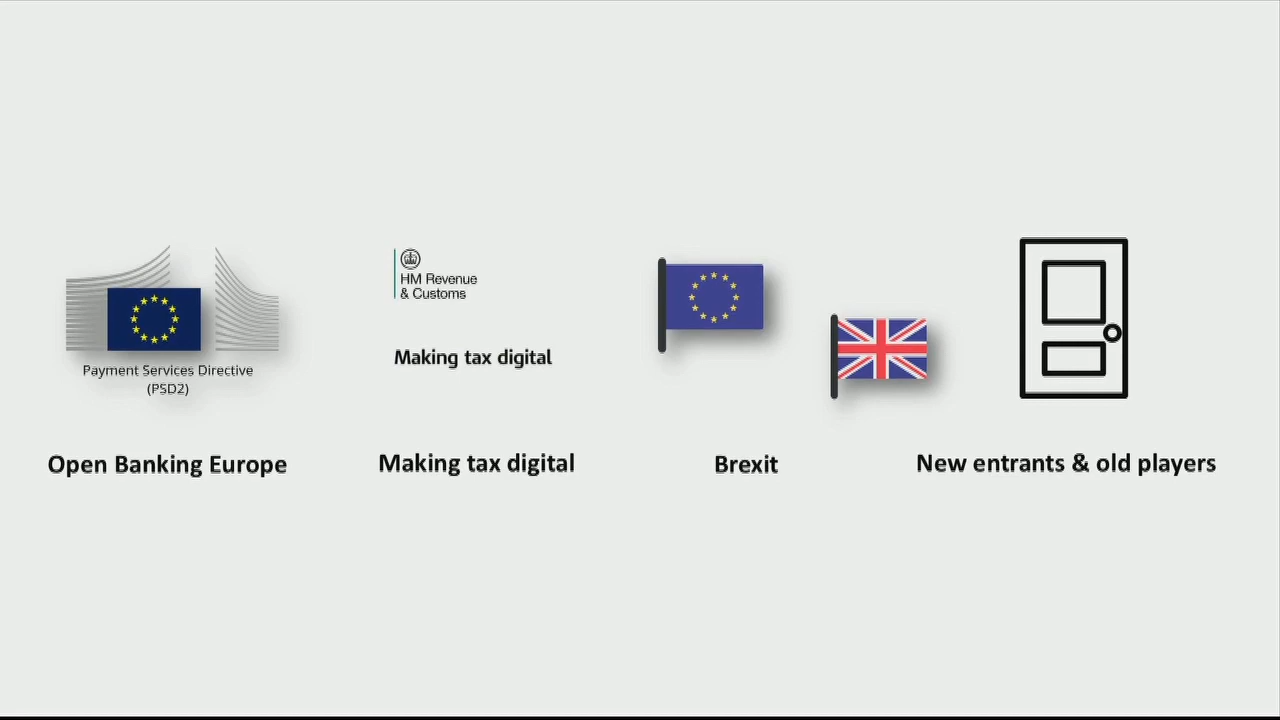 Payment Services Directive
(PSD2)
Open Banking Europe
HM Revenue
& Customs
Making tax digital
Making tax digital
Brexit
New entrants & old players